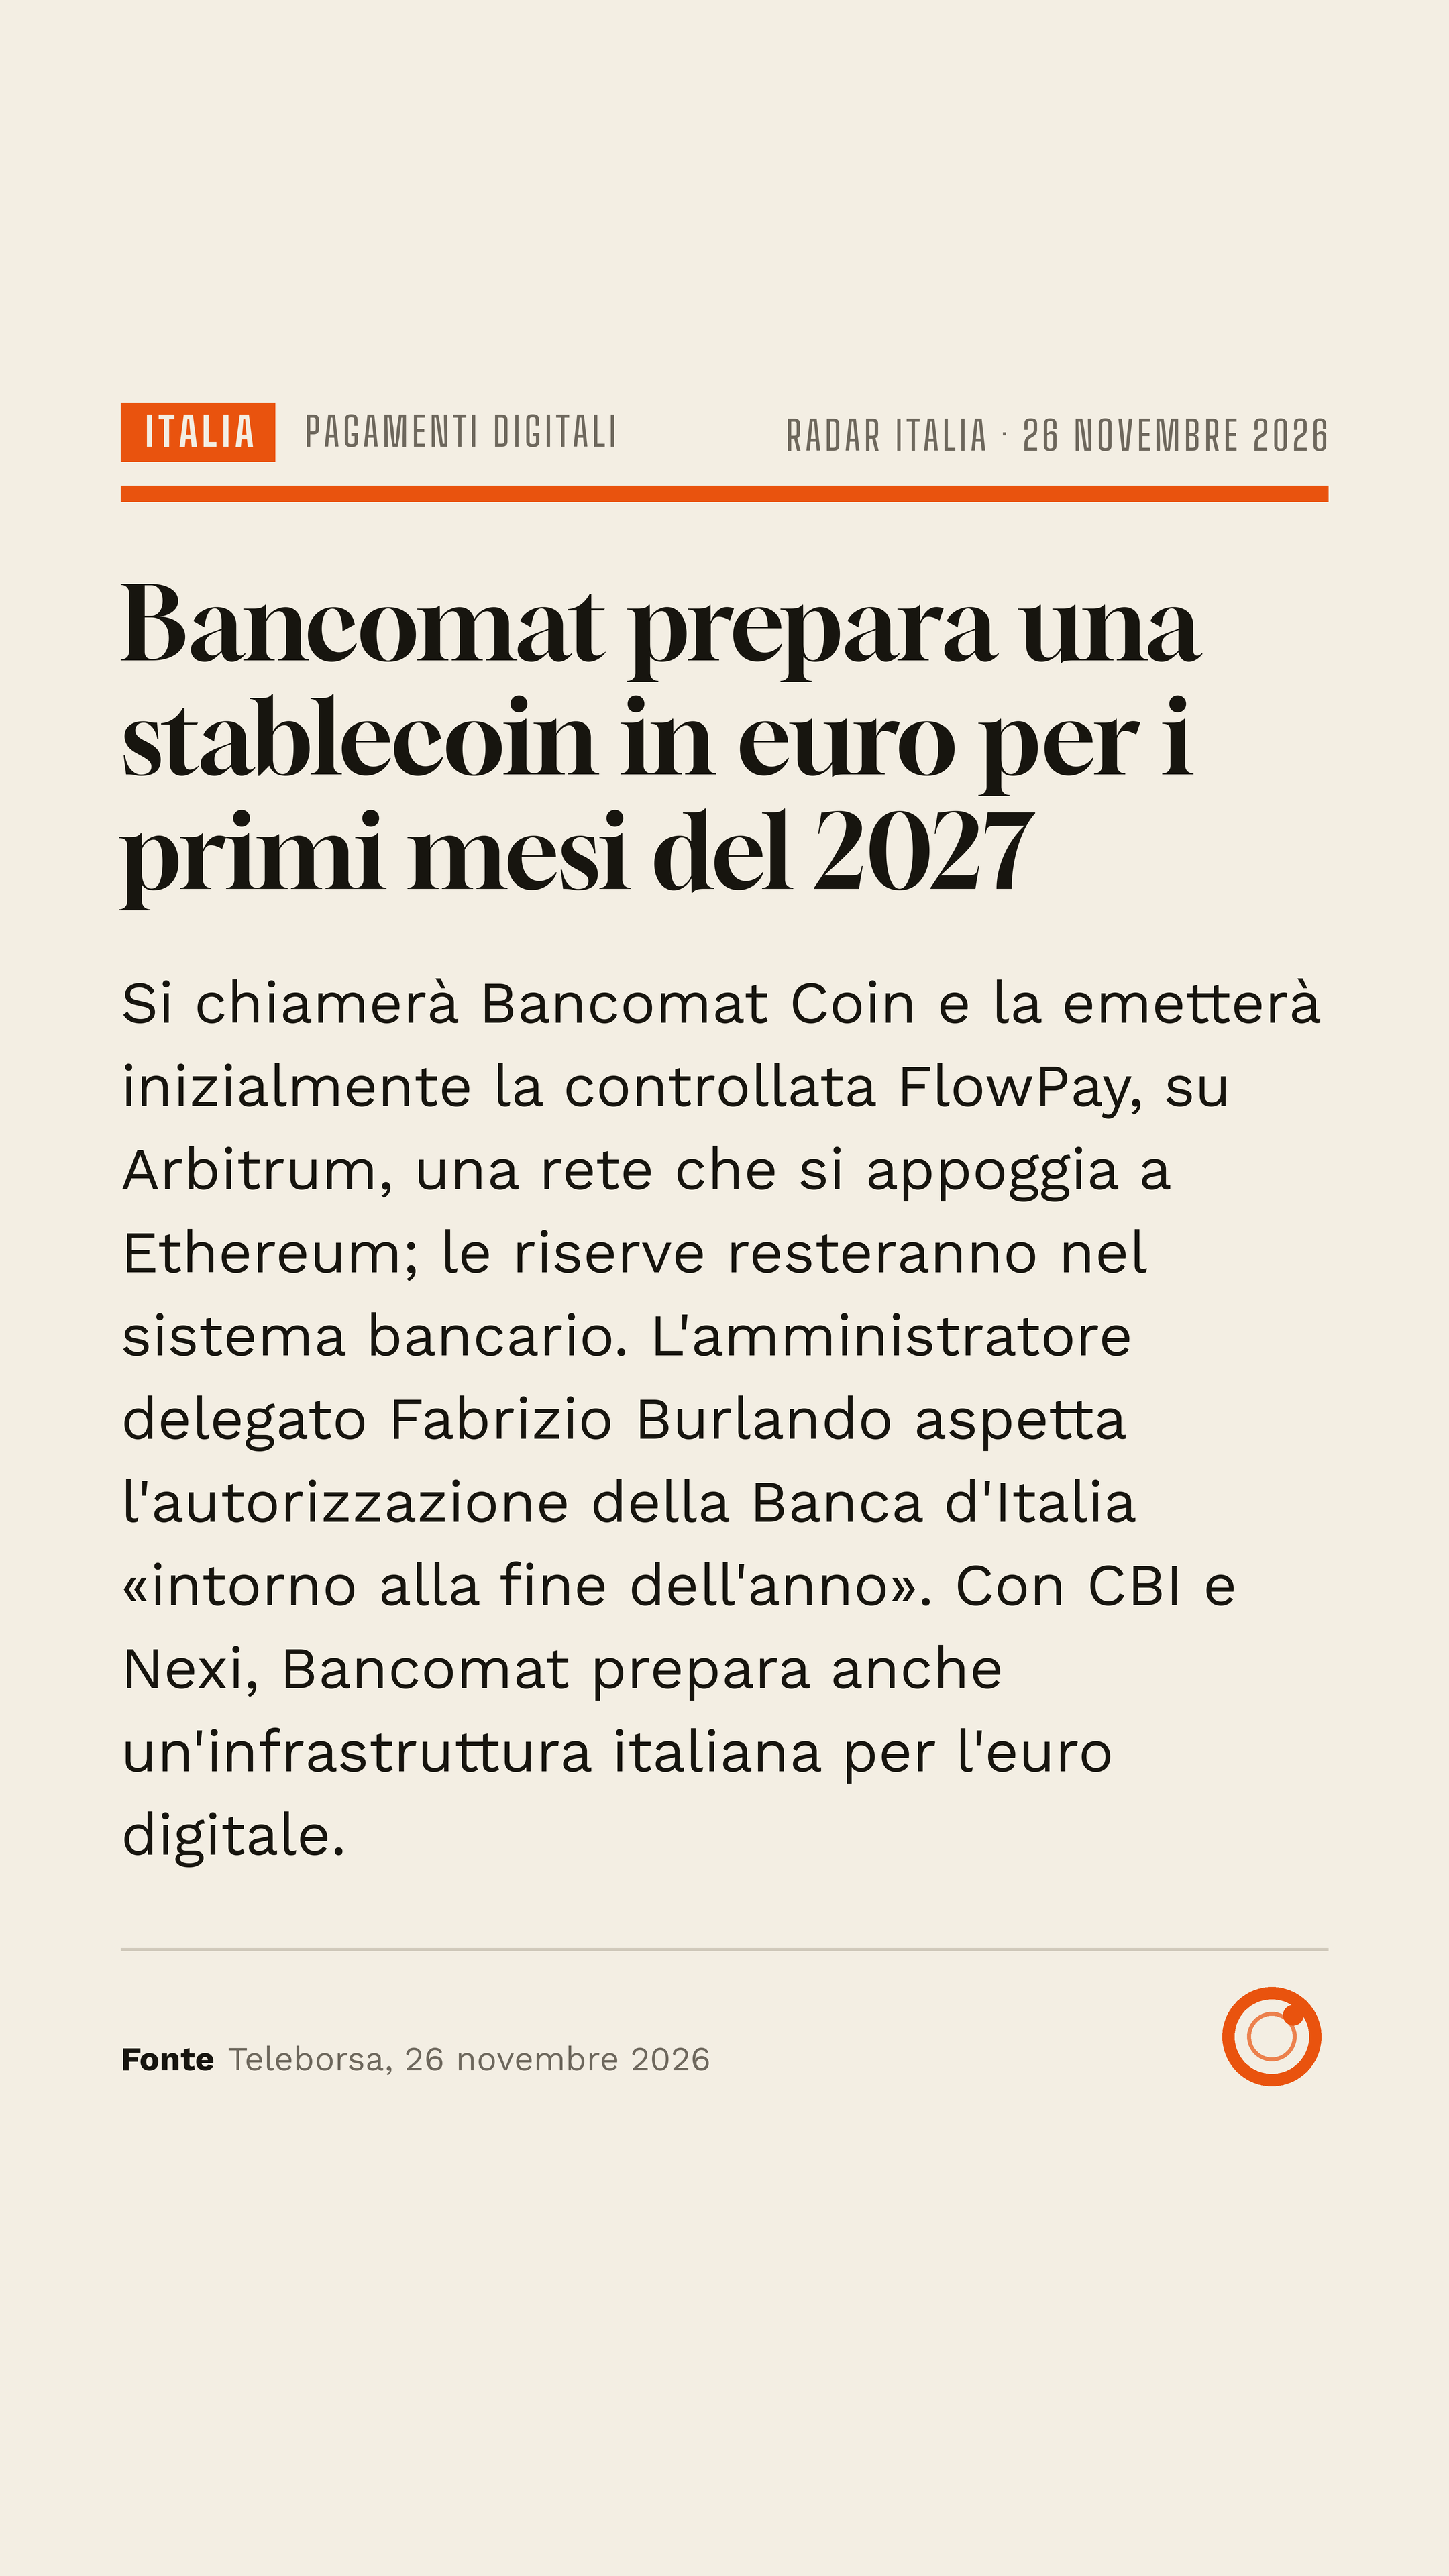 ITALIA PAGAMENTI DIGITALI RADAR ITALIA · 26 NOVEMBRE 2026
Bancomat prepara una
stablecoin in euro per i
primi mesi del 2027
Si chiamerà Bancomat Coin e la emetterà
inizialmente la controllata FlowPay, su
Arbitrum, una rete che si appoggia a
Ethereum; le riserve resteranno nel
sistema bancario. L'amministratore
delegato Fabrizio Burlando aspetta
l'autorizzazione della Banca d'Italia
«intorno alla fine dell'anno». Con CBI e
Nexi, Bancomat prepara anche
un'infrastruttura italiana per l'euro
digitale.
Fonte Teleborsa, 26 novembre 2026